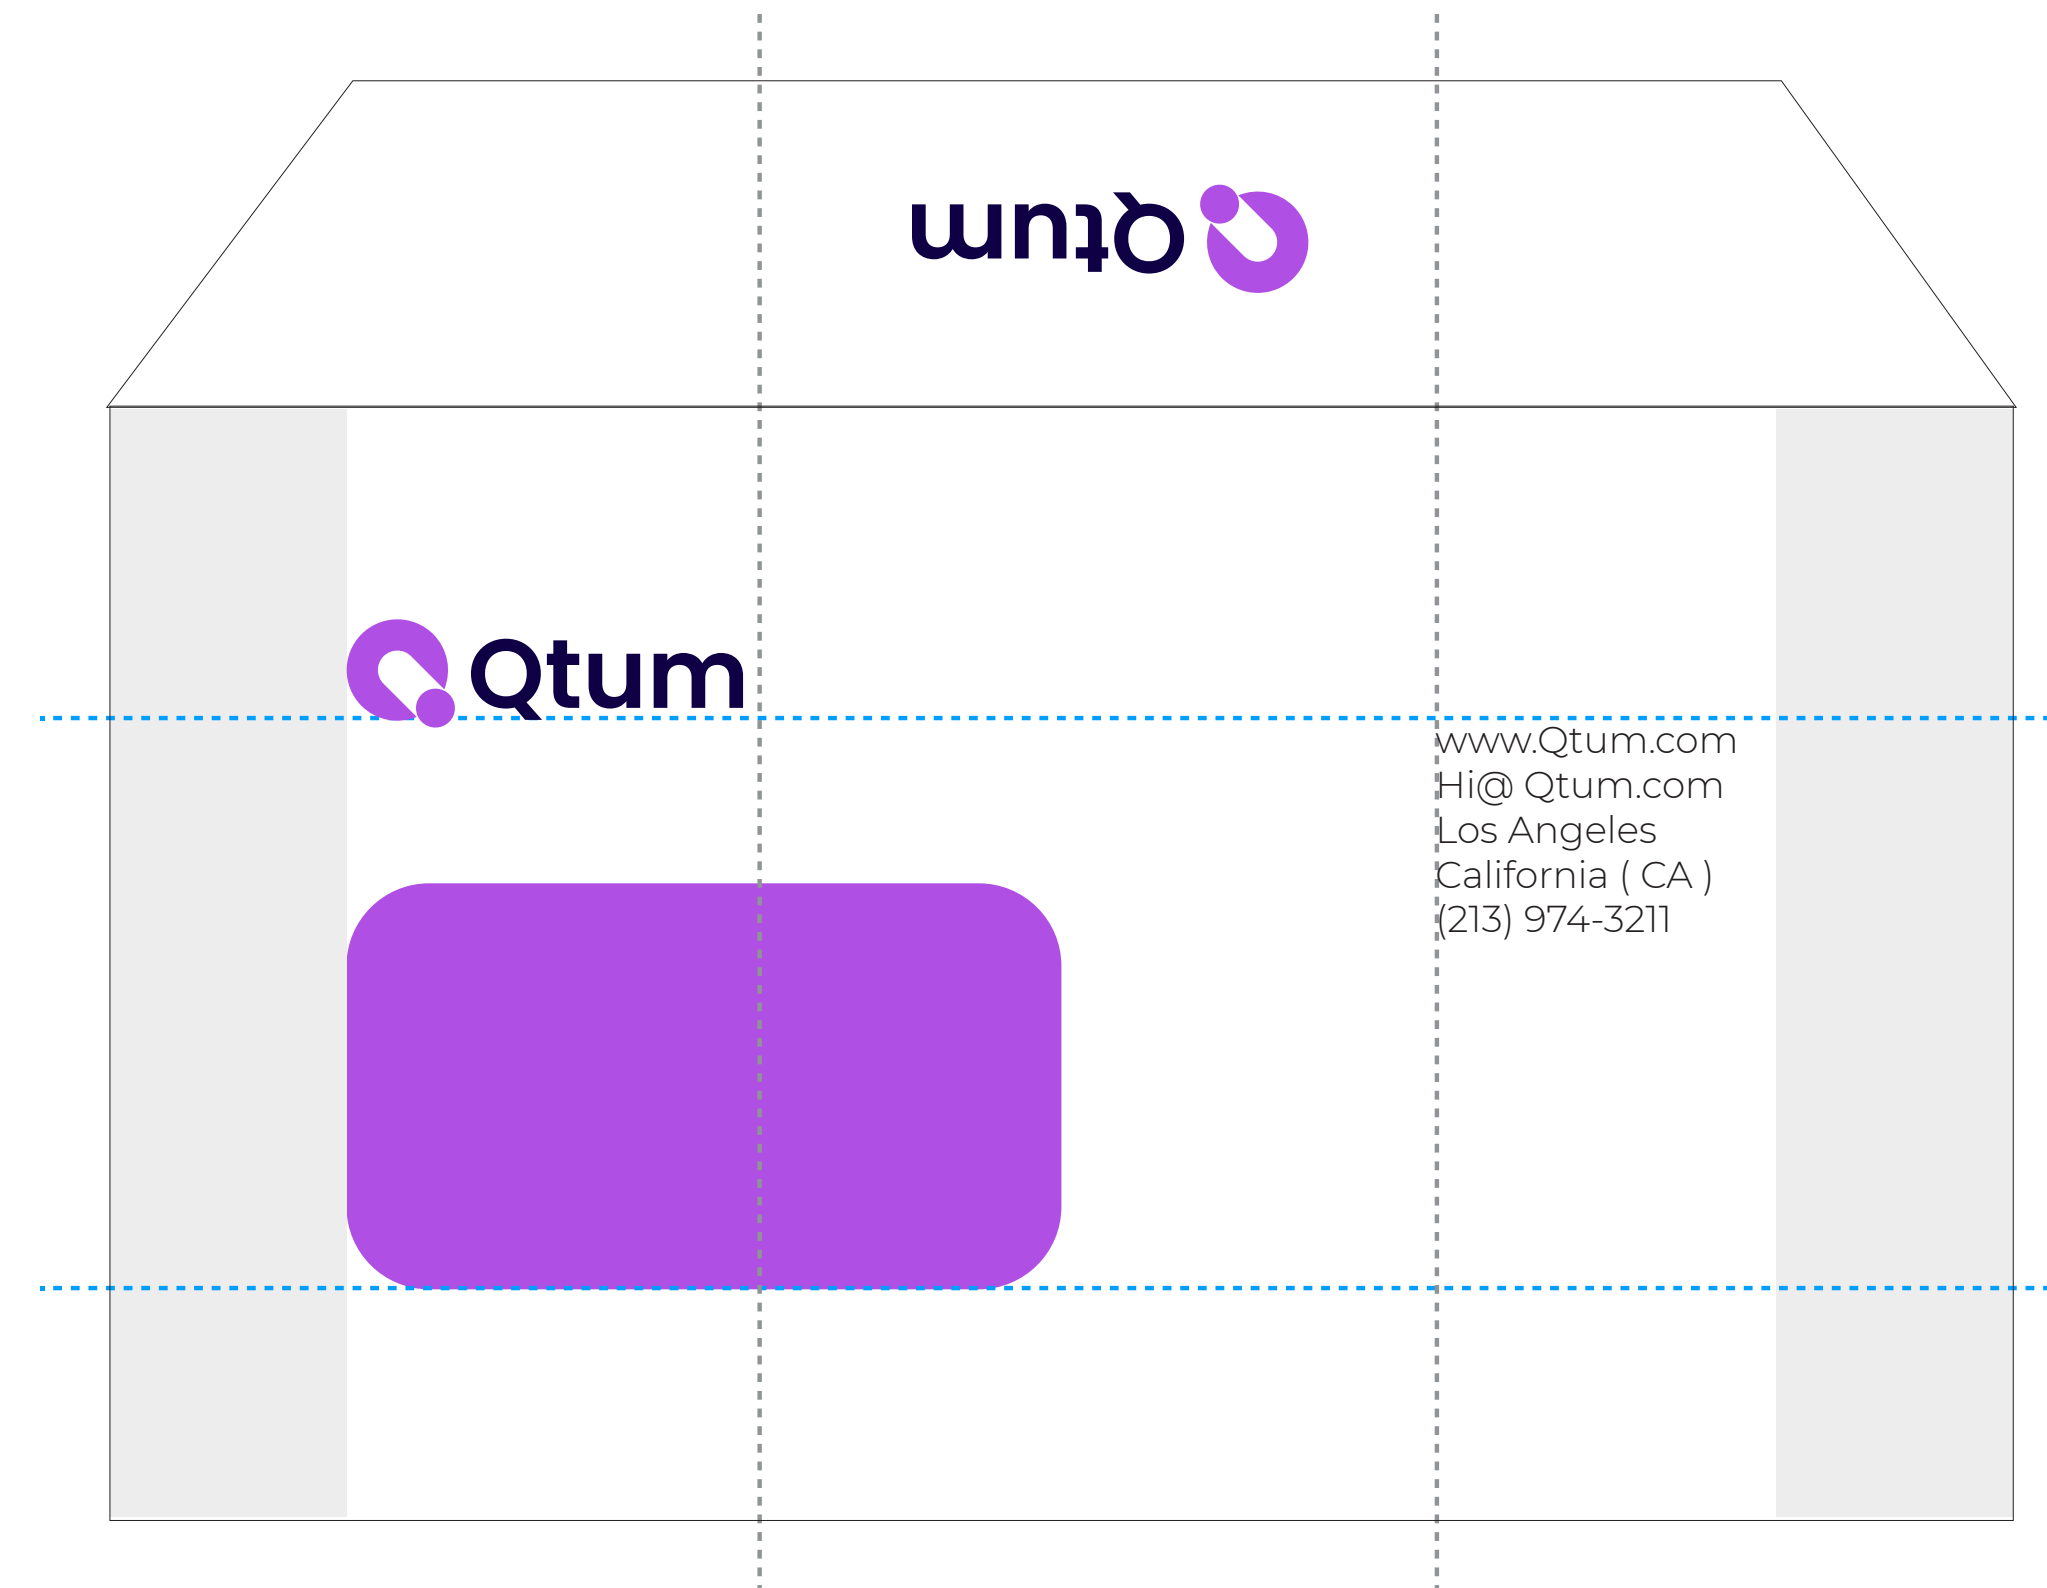 Qtum
Qtum
www.Qtum.com
Hi@ Qtum.com
Los Angeles
California ( CA )
(213) 974-3211